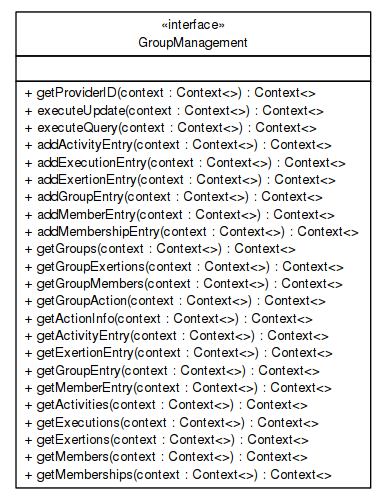 «interface»
GroupManagement
+ getProviderID(context : Context<>) : Context<>
+ executeUpdate(context : Context<>) : Context<>
+ executeQuery(context : Context<>) : Context<>
+ addActivityEntry(context : Context<>) : Context<>
+ addExecutionEntry(context : Context<>) : Context<>
+ addExertionEntry(context : Context<>) : Context<>
+ addGroupEntry(context : Context<>) : Context<>
+ addMemberEntry(context : Context<>) : Context<>
+ addMembershipEntry(context : Context<>) : Context<>
+ getGroups(context : Context<>) : Context<>
+ getGroupExertions(context : Context<>) : Context<>
+ getGroupMembers(context : Context<>) : Context<>
+ getGroupAction(context : Context<>) : Context<>
+ getActionInfo(context : Context<>) : Context<>
+ getActivityEntry(context : Context<>) : Context<>
+ getExertionEntry(context : Context<>) : Context<>
+ getGroupEntry(context : Context<>) : Context<>
+ getMemberEntry(context : Context<>) : Context<>
+ getActivities(context : Context<>) : Context<>
+ getExecutions(context : Context<>) : Context<>
+ getExertions(context : Context<>) : Context<>
+ getMembers(context : Context<>) : Context<>
+ getMemberships(context : Context<>) : Context<>